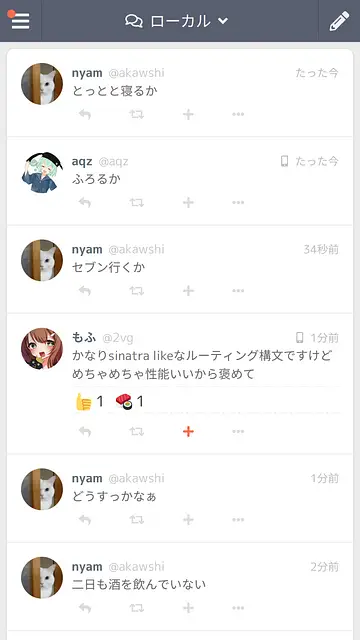 ローカル
nyam @akawshi たった今
とっとと寝るか
aqz @aqz たった今
ふろるか
nyam @akawshi 34秒前
セブン行くか
もふ @2vg 1分前
かなりsinatra likeなルーティング構文ですけど
めちゃめちゃ性能いいから褒めて
1 1
nyam @akawshi 1分前
どうすっかなぁ
nyam @akawshi 2分前
二日も酒を飲んでいない